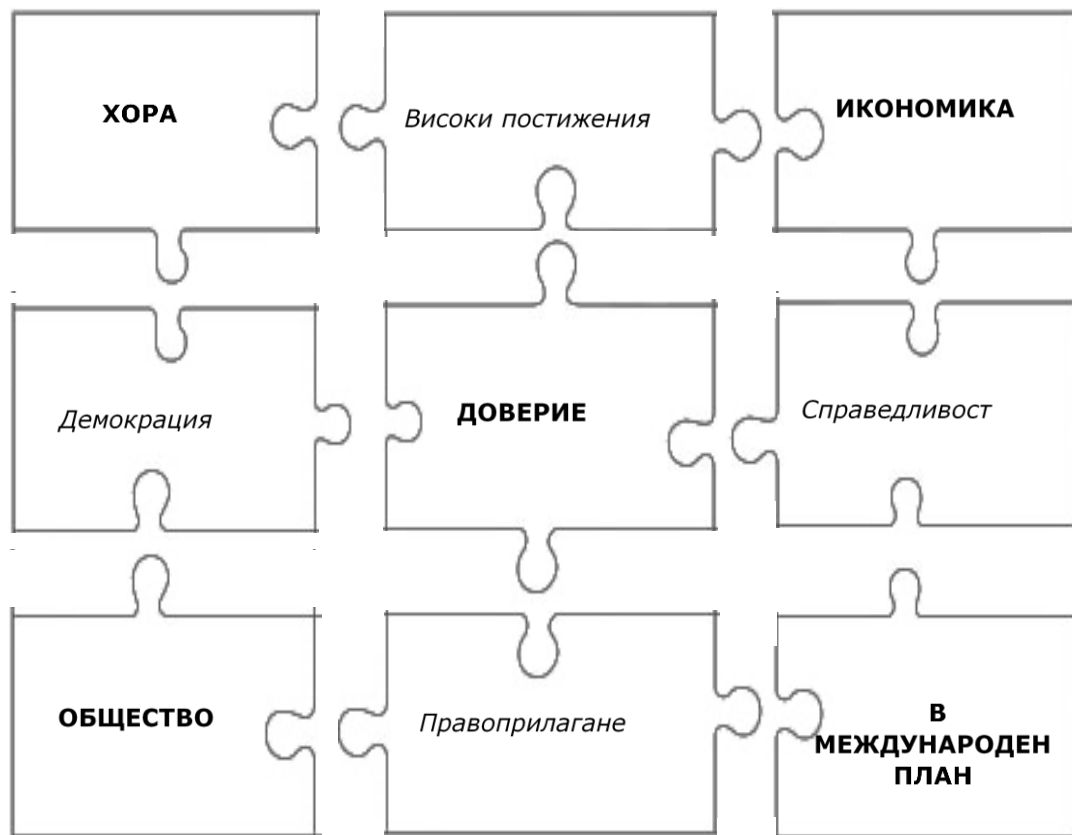 ХОРА
Високи постижения
ИКОНОМИКА
Демокрация
ДОВЕРИЕ
Справедливост
ОБЩЕСТВО
Правоприлагане
В
МЕЖДУНАРОДЕН
ПЛАН